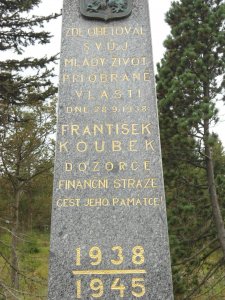 ZDE OBĚTOVAL
SVŮJ
MLADÝ ŽIVOT
PŘI OBRANĚ
VLASTI
DNE 28.9.1938
FRANTIŠEK
KOUBEK
DOZORCE
FINANČNÍ STRÁŽE
ČEST JEHO PAMÁTCE!
1938
1945